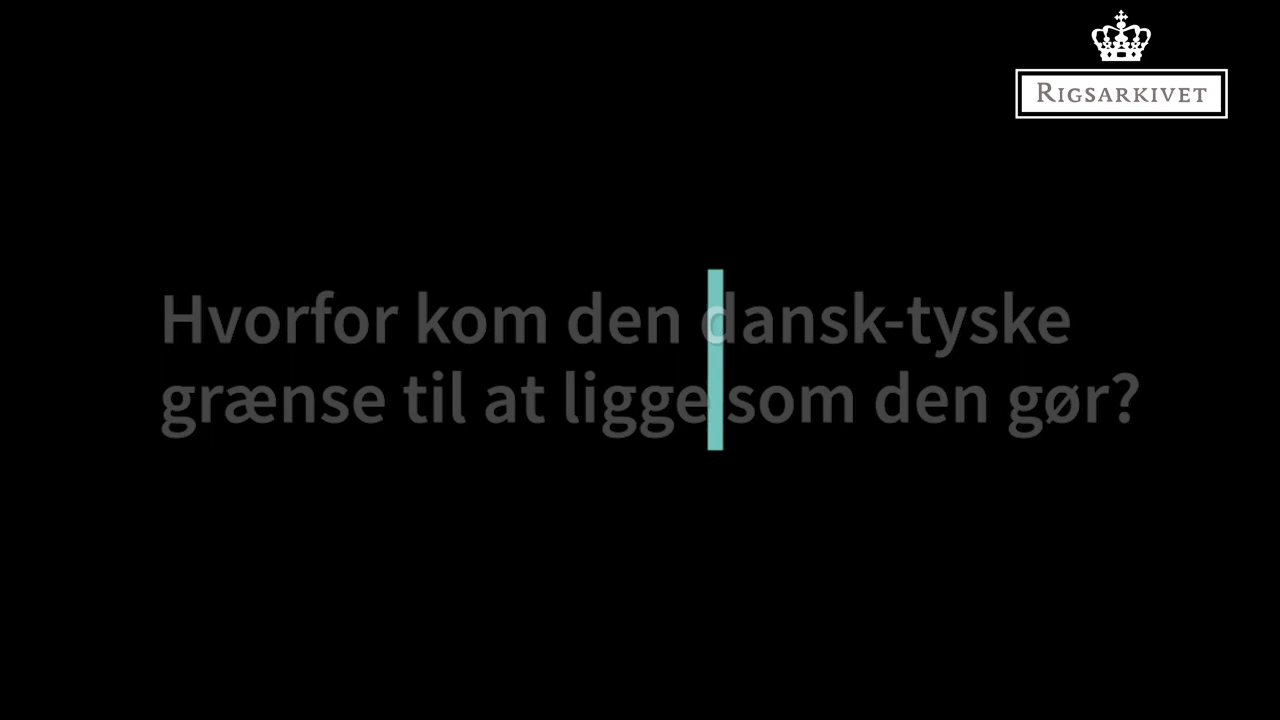 RIGSARKIVET
Hvorfor kom den dansk-tyske
grænse til at ligge som den gør?